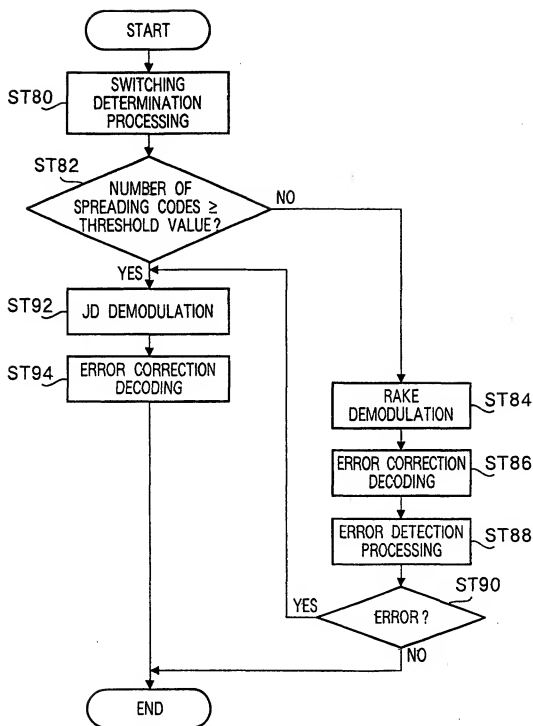 START
ST80
SWITCHING
DETERMINATION
PROCESSING
ST82
NUMBER OF
SPREADING CODES ≥
THRESHOLD VALUE?
NO
YES
ST92
JD DEMODULATION
ST94
ERROR CORRECTION
DECODING
RAKE
DEMODULATION
ST84
ERROR CORRECTION
DECODING
ST86
ERROR DETECTION
PROCESSING
ST88
ST90
YES
ERROR?
NO
END